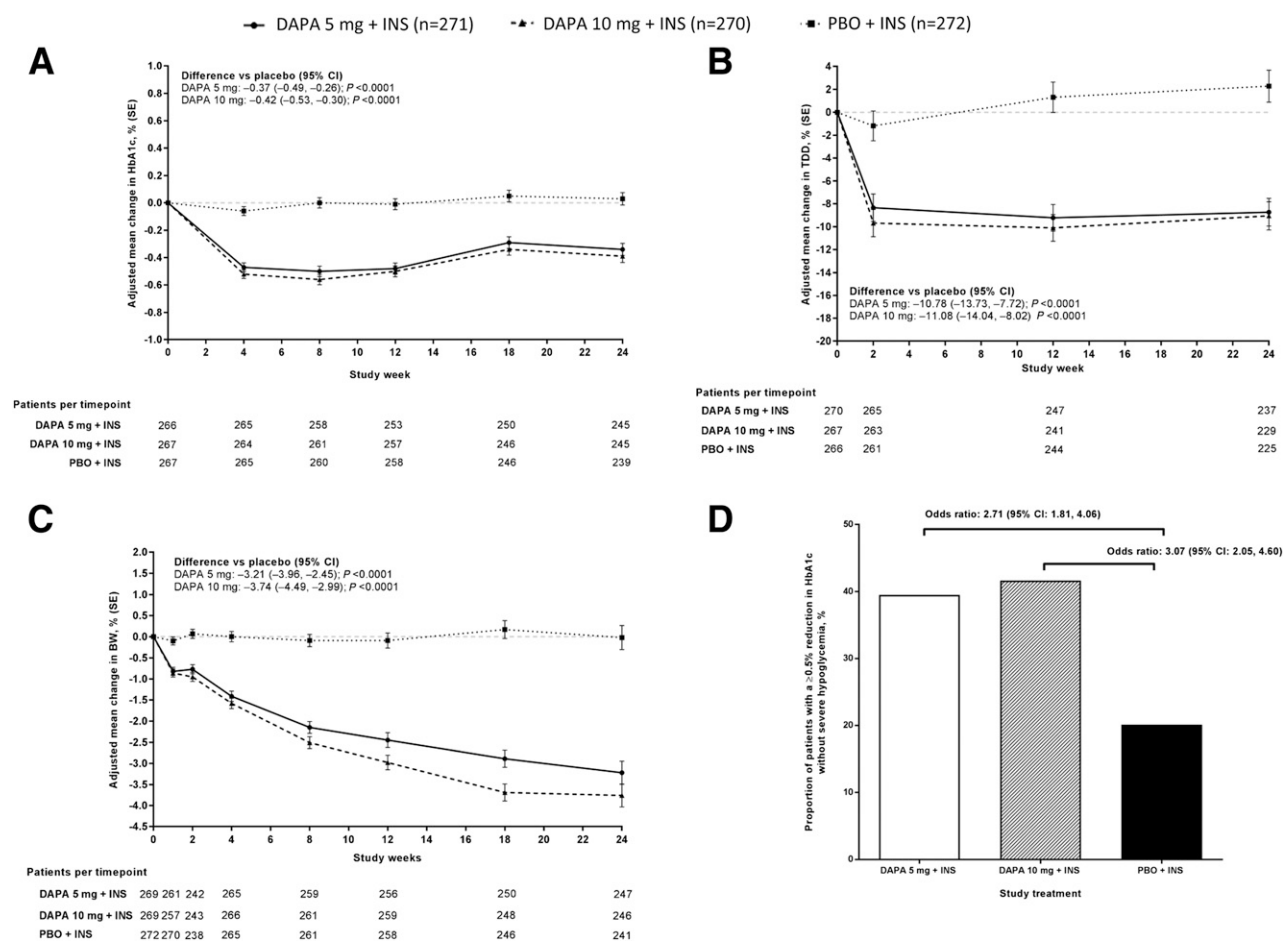 DAPA 5 mg + INS (n=271) DAPA 10 mg + INS (n=270) PBO + INS (n=272)
A
Adjusted mean change in HbA1c, % (SE)
Difference vs placebo (95% CI)
DAPA 5 mg: –0.37 (–0.49, –0.26); P <0.0001
DAPA 10 mg: –0.42 (–0.53, –0.30); P <0.0001
1.0
0.8
0.6
0.4
0.2
0.0
-0.2
-0.4
-0.6
-0.8
-1.0
0 2 4 6 8 10 12 14 16 18 20 22 24
Study week
Patients per timepoint
DAPA 5 mg + INS 266 265 258 253 250 245
DAPA 10 mg + INS 267 264 261 257 246 245
PBO + INS 267 265 260 258 246 239
B
Adjusted mean change in TDD, % (SE)
4
2
0
-2
-4
-6
-8
-10
-12
-14
-16
-18
-20
Difference vs placebo (95% CI)
DAPA 5 mg: –10.78 (–13.73, –7.72); P <0.0001
DAPA 10 mg: –11.08 (–14.04, –8.02) P <0.0001
0 2 4 6 8 10 12 14 16 18 20 22 24
Study week
Patients per timepoint
DAPA 5 mg + INS 270 265 247 237
DAPA 10 mg + INS 267 263 241 229
PBO + INS 266 261 244 225
C
Adjusted mean change in BW, % (SE)
Difference vs placebo (95% CI)
DAPA 5 mg: –3.21 (–3.96, –2.45); P <0.0001
DAPA 10 mg: –3.74 (–4.49, –2.99); P <0.0001
2.0
1.5
1.0
0.5
0.0
-0.5
-1.0
-1.5
-2.0
-2.5
-3.0
-3.5
-4.0
-4.5
0 2 4 6 8 10 12 14 16 18 20 22 24
Study weeks
Patients per timepoint
DAPA 5 mg + INS 269 261 242 265 259 256 250 247
DAPA 10 mg + INS 269 257 243 266 261 259 248 246
PBO + INS 272 270 238 265 261 258 246 241
D
Proportion of patients with a ≥0.5% reduction in HbA1c
without severe hypoglycemia, %
Odds ratio: 2.71 (95% CI: 1.81, 4.06)
Odds ratio: 3.07 (95% CI: 2.05, 4.60)
50
40
30
20
10
0
DAPA 5 mg + INS DAPA 10 mg + INS PBO + INS
Study treatment